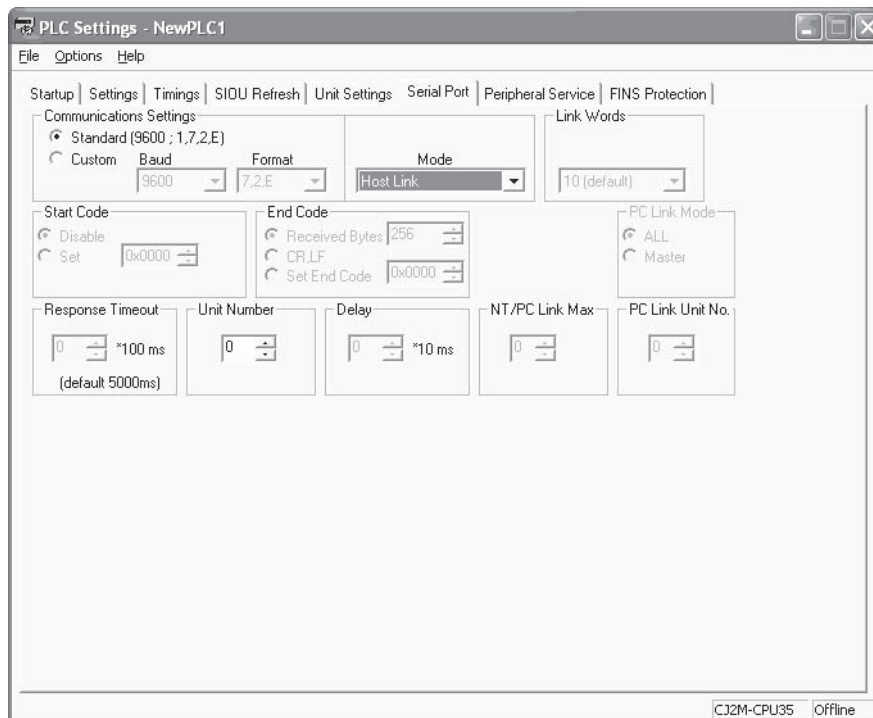 PLC Settings - NewPLC1
File Options Help
Startup Settings Timings SIOU Refresh Unit Settings Serial Port Peripheral Service FINS Protection
Communications Settings Link Words
Standard (9600 ; 1,7,2,E)
Custom Baud Format Mode
9600 7,2,E Host Link 10 (default)
Start Code End Code PC Link Mode
Disable Received Bytes 256 ALL
Set 0x0000 CR,LF Master
Set End Code 0x0000
Response Timeout Unit Number Delay NT/PC Link Max PC Link Unit No.
0 *100 ms 0 0 *10 ms 0 0
(default 5000ms)
CJ2M-CPU35 Offline